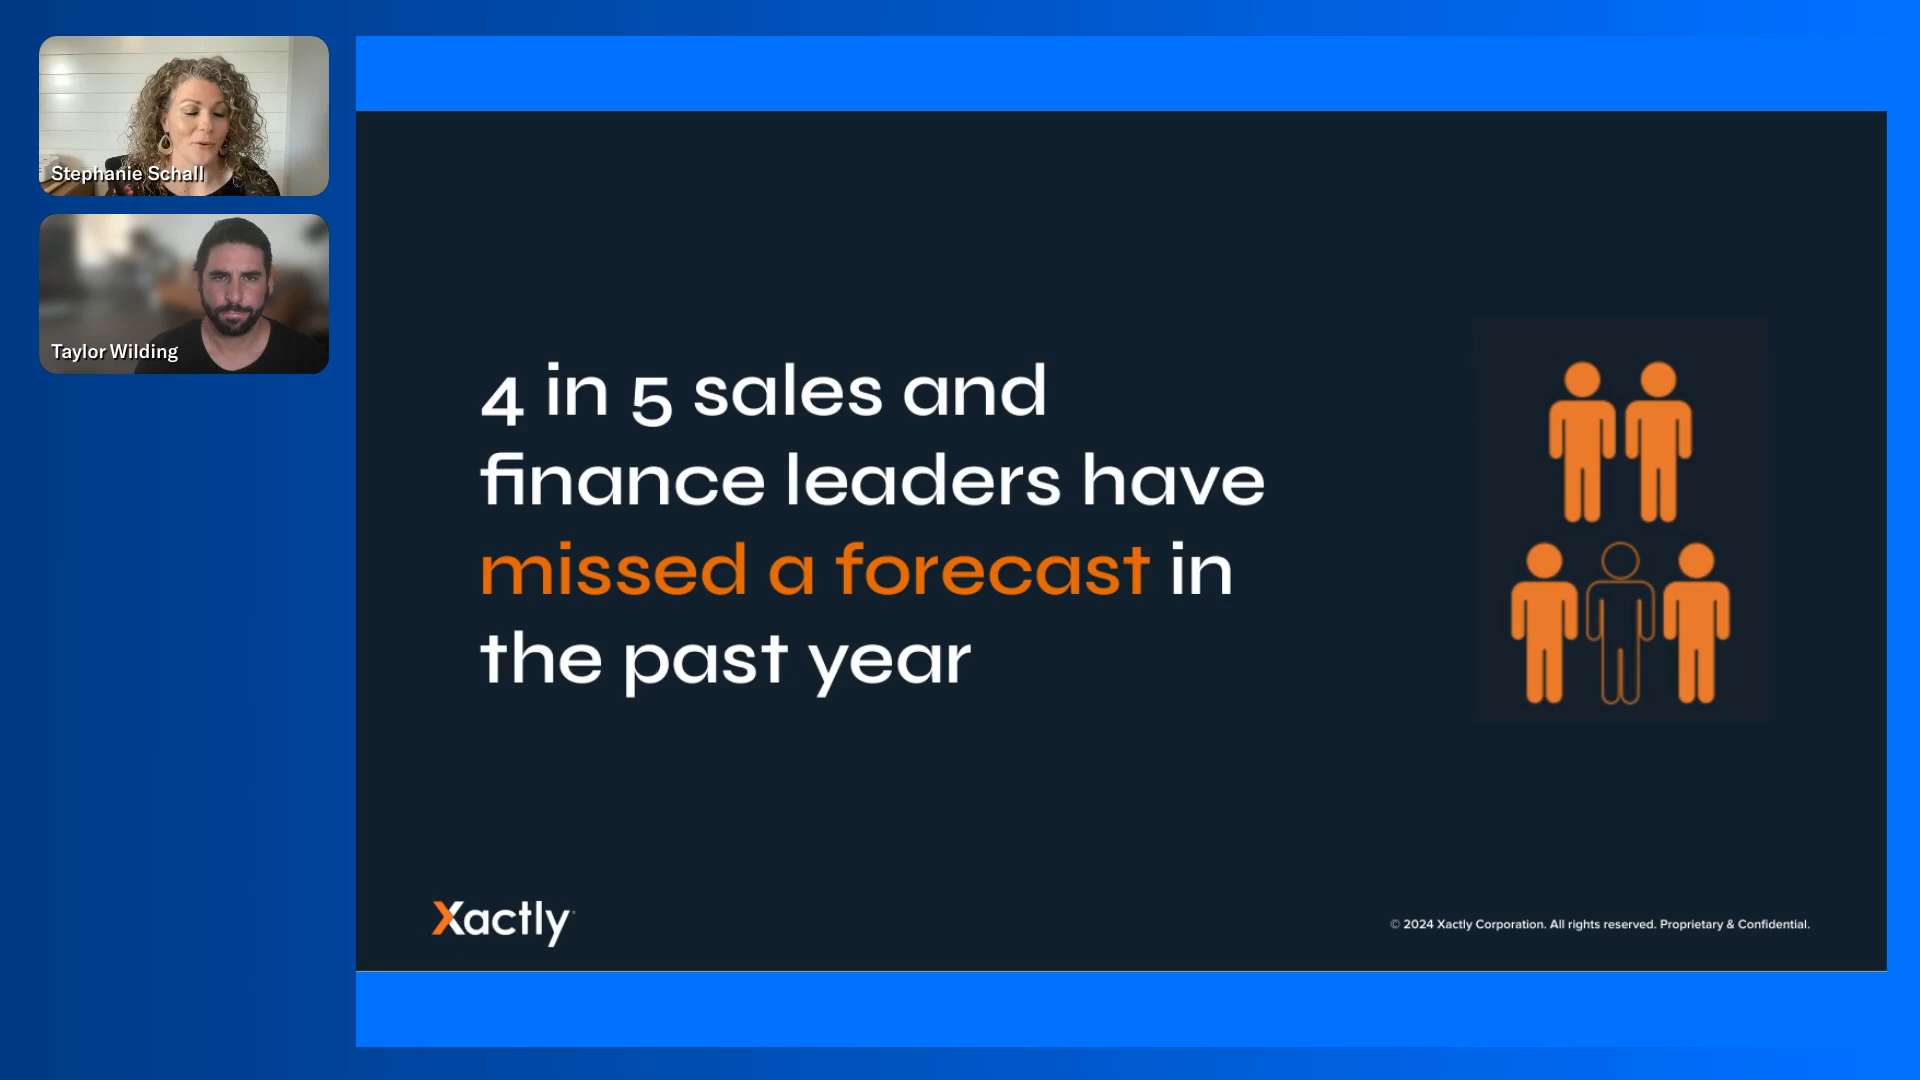 Stephanie Schall
Taylor Wilding
4 in 5 sales and
finance leaders have
missed a forecast in
the past year
Xactly
© 2024 Xactly Corporation. All rights reserved. Proprietary & Confidential.